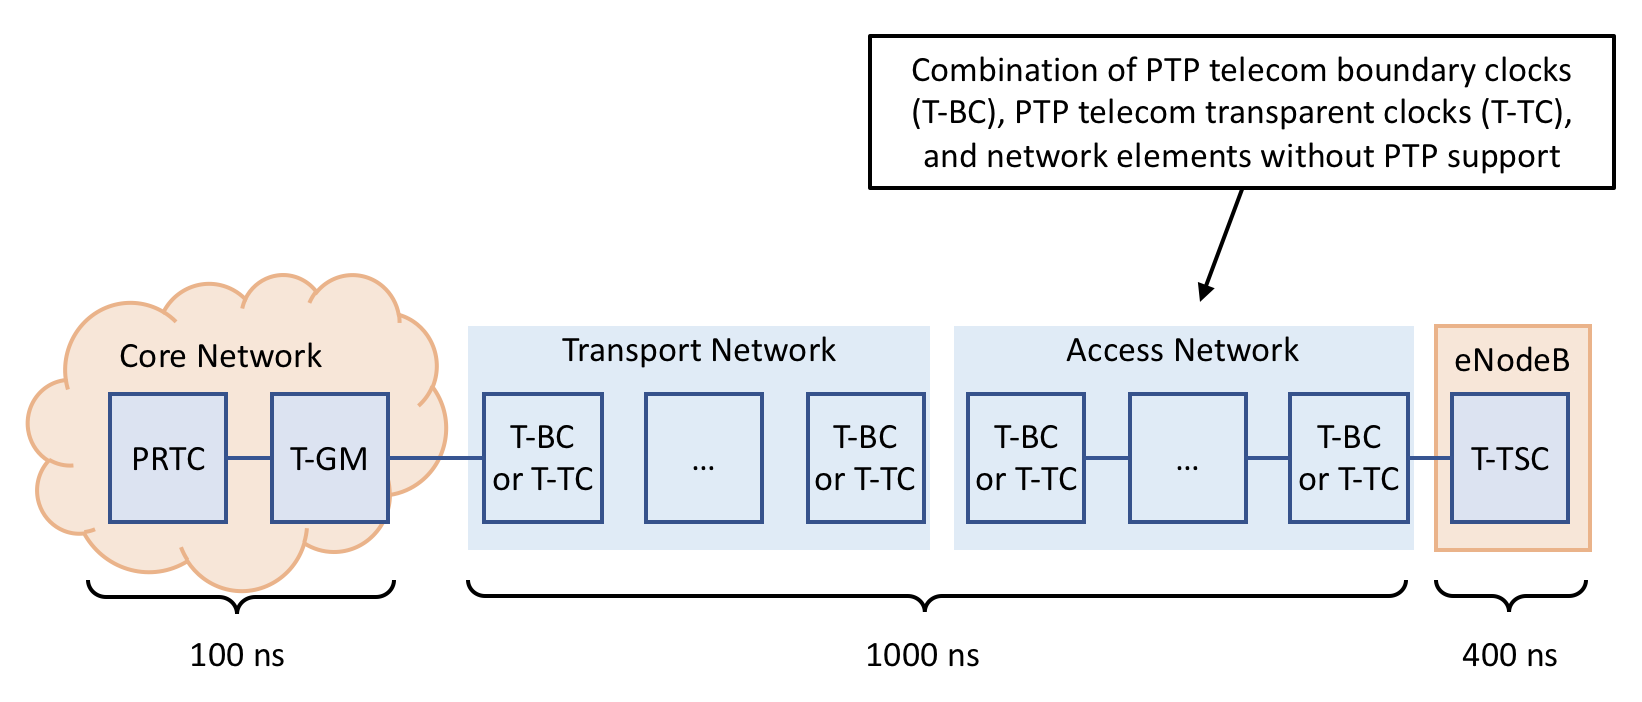 Combination of PTP telecom boundary clocks
(T-BC), PTP telecom transparent clocks (T-TC),
and network elements without PTP support
Core Network
PRTC
T-GM
Transport Network
T-BC
or T-TC
...
T-BC
or T-TC
Access Network
T-BC
or T-TC
...
T-BC
or T-TC
eNodeB
T-TSC
100 ns
1000 ns
400 ns